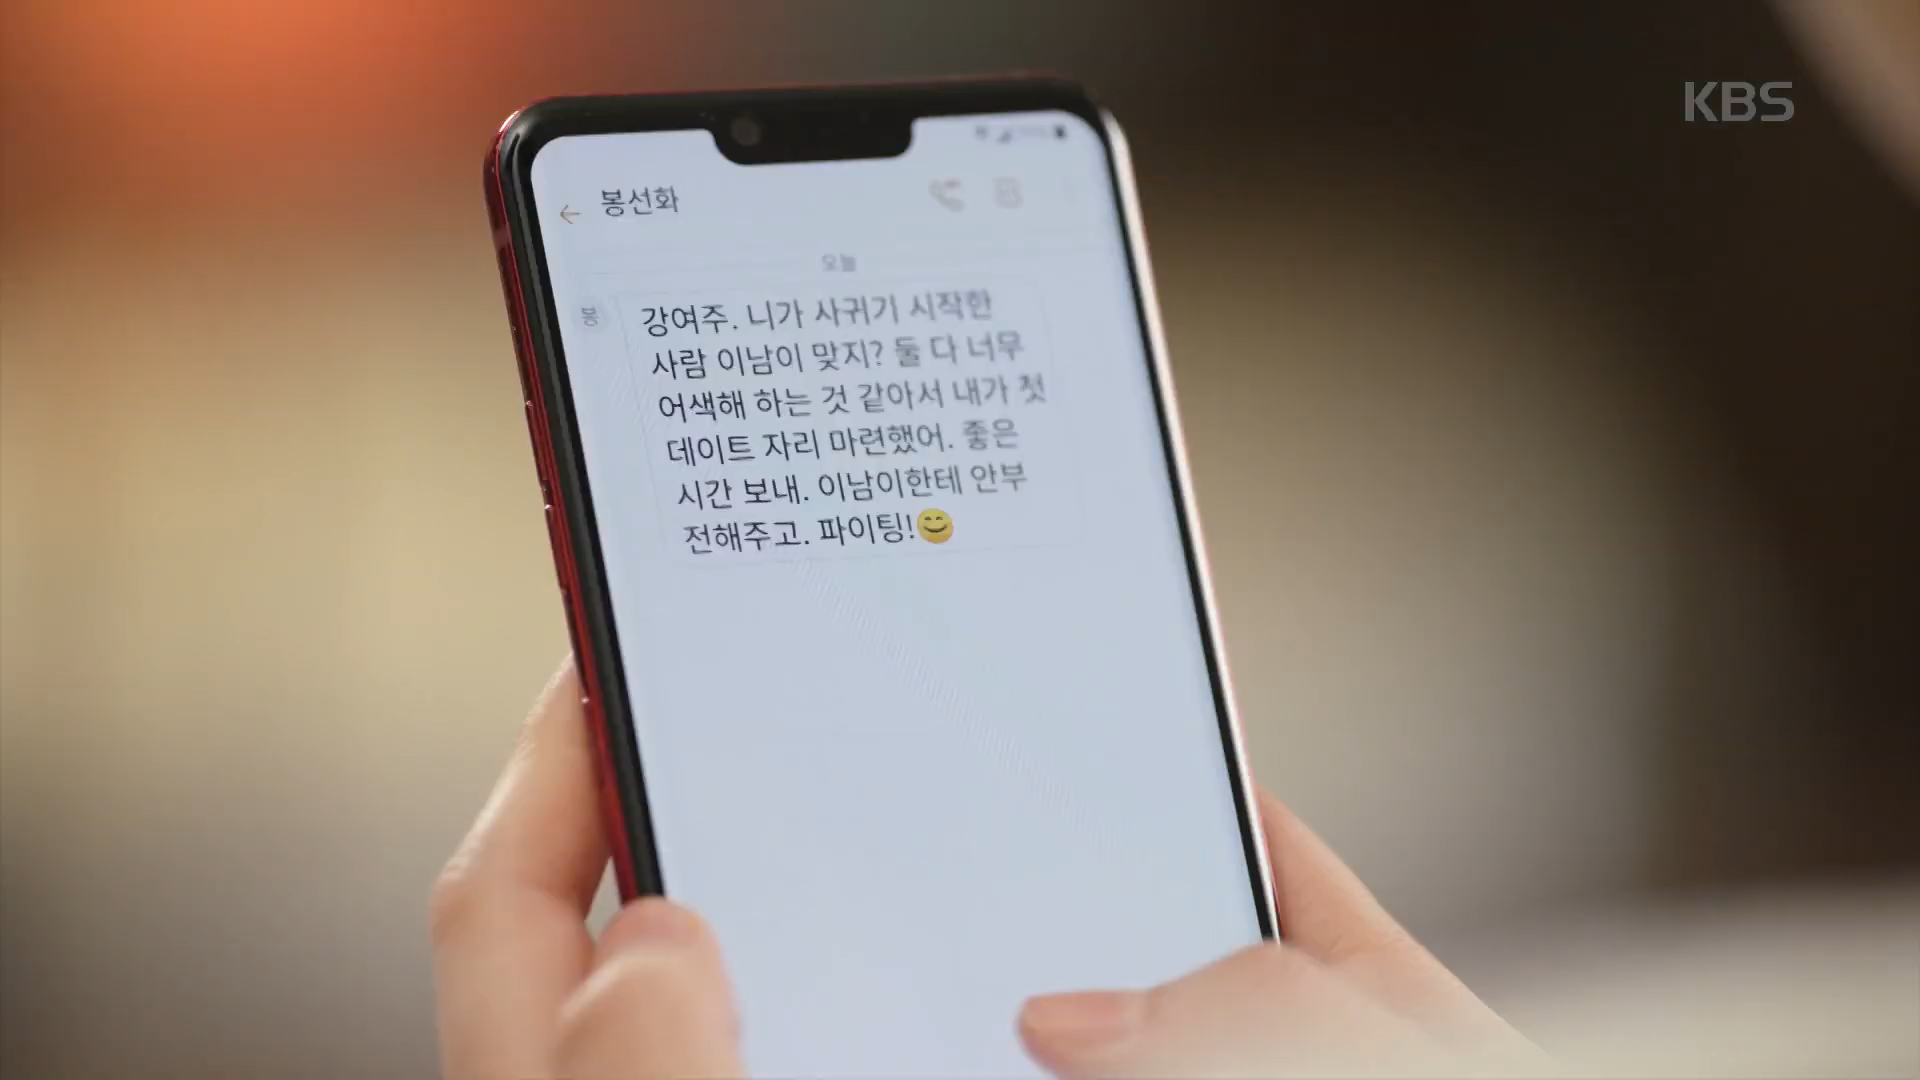 KBS
봉선화
오늘
봉
강여주. 니가 사귀기 시작한
사람 이남이 맞지? 둘 다 너무
어색해 하는 것 같아서 내가 첫
데이트 자리 마련했어. 좋은
시간 보내. 이남이한테 안부
전해주고. 파이팅!😊